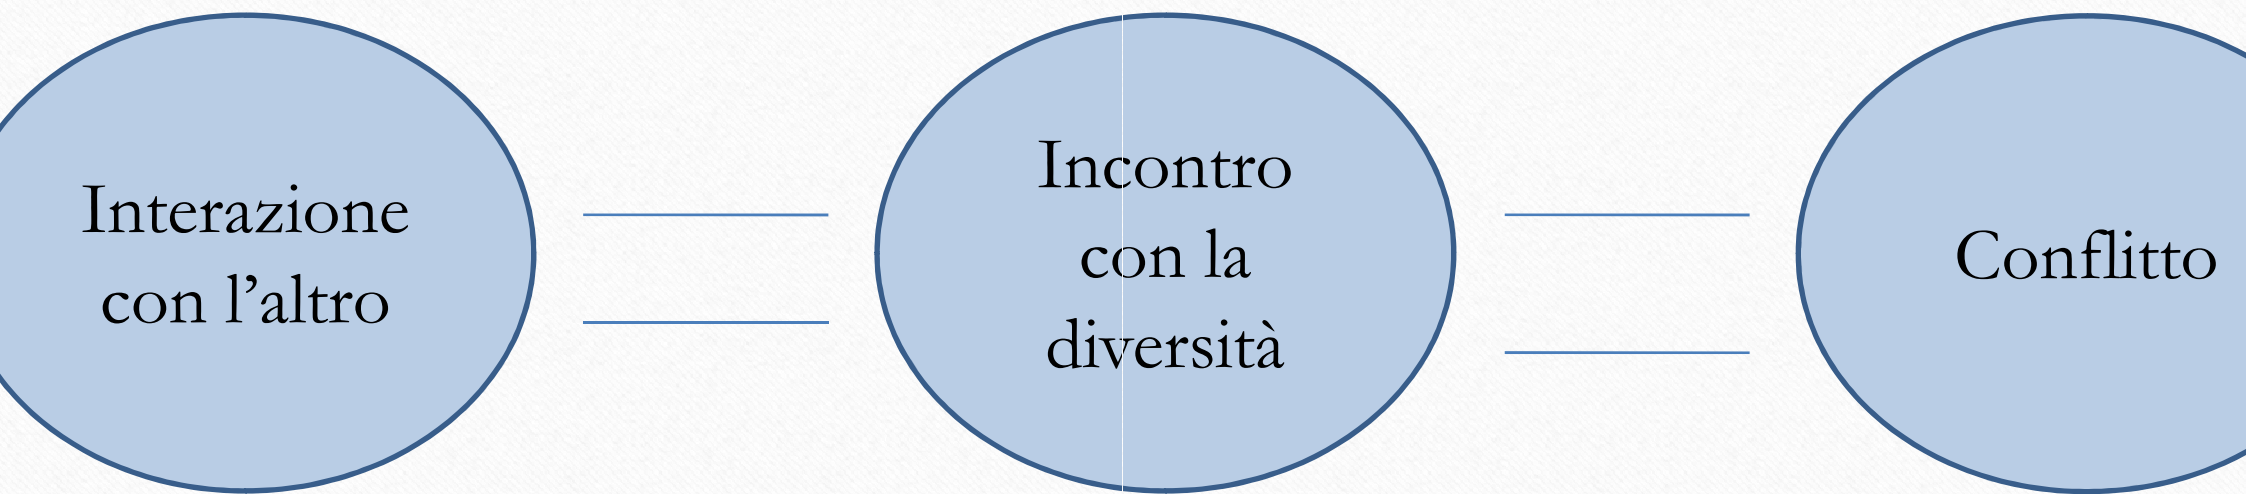 Interazione
con l’altro
Incontro
con la
diversità
Conflitto